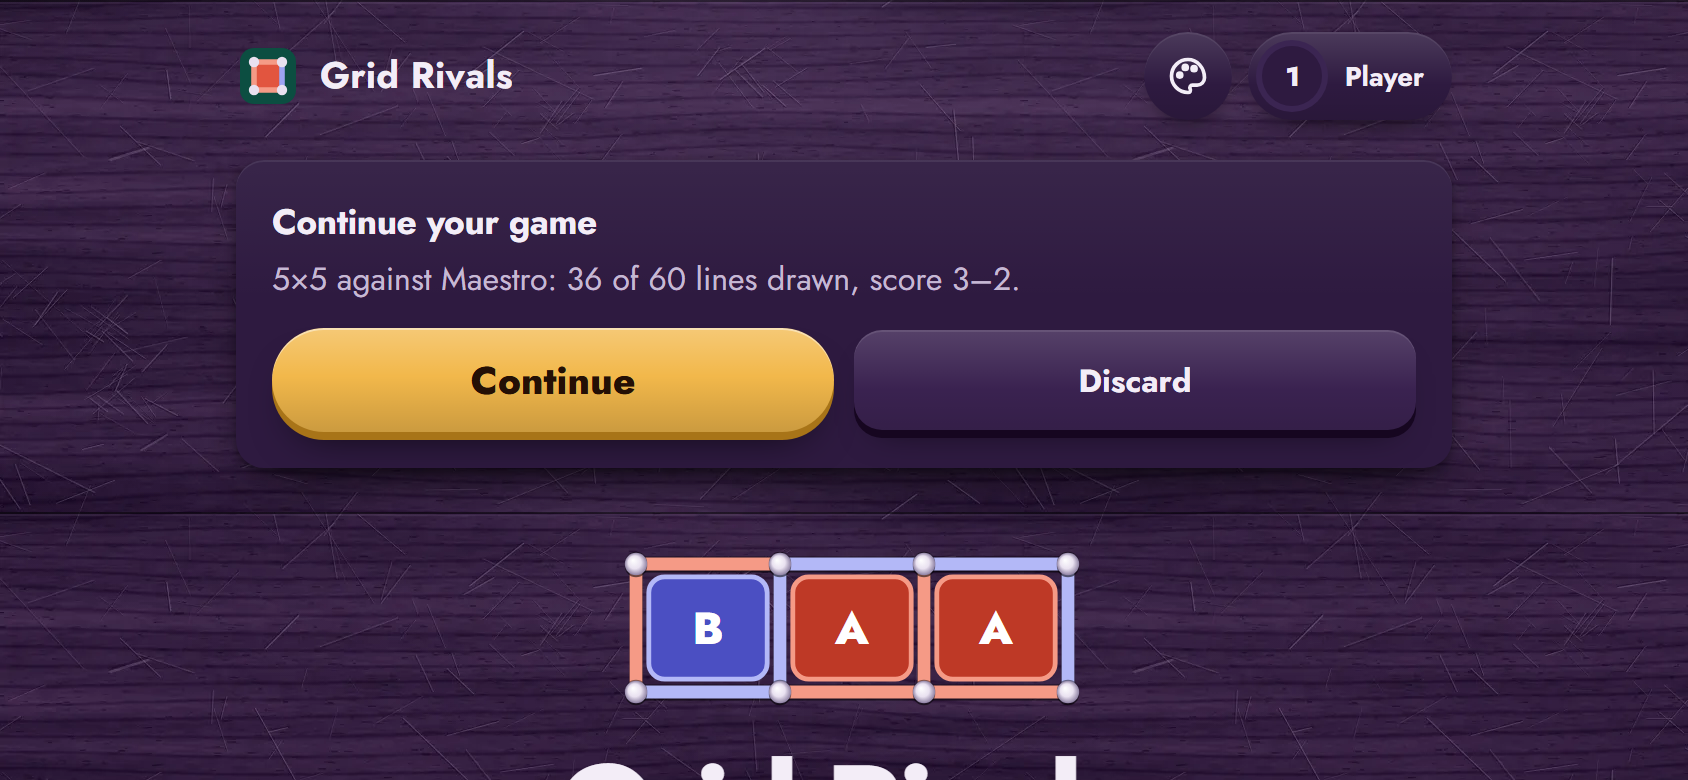 Grid Rivals
1 Player
Continue your game
5×5 against Maestro: 36 of 60 lines drawn, score 3–2.
Continue
Discard
B A A